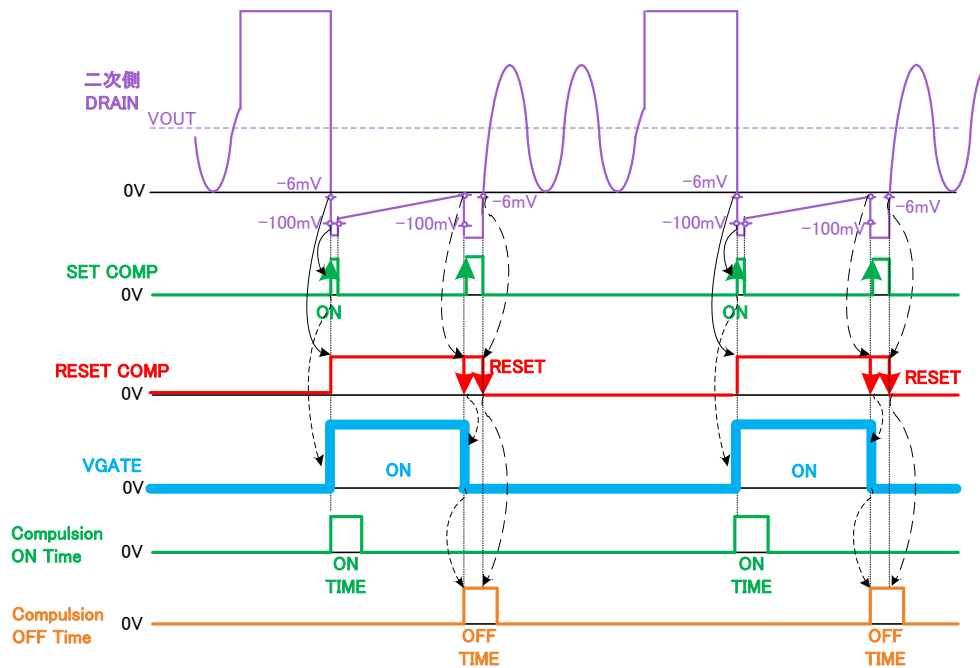 二次側
DRAIN
VOUT
0V
-6mV
-100mV
-100mV
-6mV
-6mV
-100mV
-100mV
-6mV
SET COMP
0V
ON
ON
RESET COMP
0V
RESET
RESET
VGATE
0V
ON
ON
Compulsion
ON Time
0V
ON
TIME
ON
TIME
Compulsion
OFF Time
0V
OFF
TIME
OFF
TIME